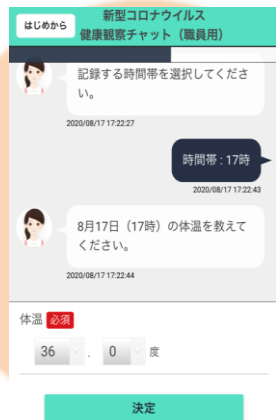 はじめから
新型コロナウイルス
健康観察チャット（職員用）
記録する時間帯を選択してくださ
い。
2020/08/17 17:22:27
時間帯 : 17時
2020/08/17 17:22:43
8月17日（17時）の体温を教えて
ください。
2020/08/17 17:22:44
体温 必須
36 . 0 度
決定